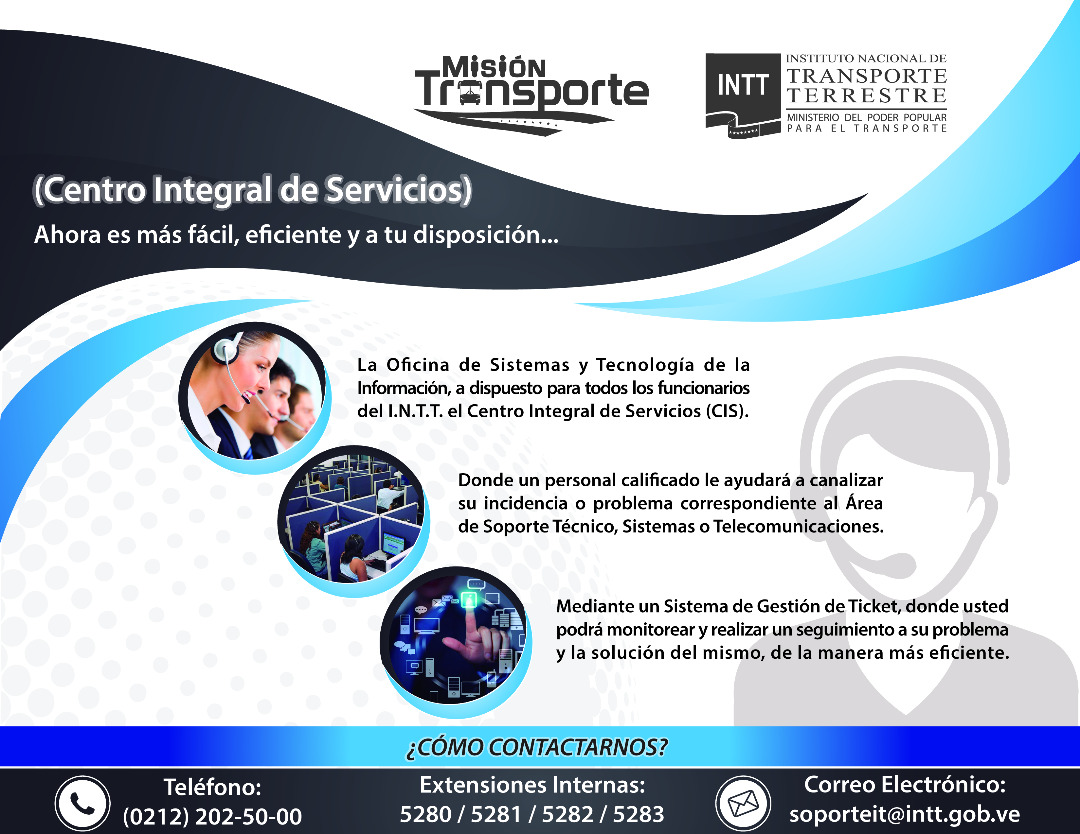 Misión
Transporte
INTT
INSTITUTO NACIONAL DE
TRANSPORTE
TERRESTRE
MINISTERIO DEL PODER POPULAR
PARA EL TRANSPORTE
(Centro Integral de Servicios)
Ahora es más fácil, eficiente y a tu disposición...
La Oficina de Sistemas y Tecnología de la
Información, a dispuesto para todos los funcionarios
del I.N.T.T. el Centro Integral de Servicios (CIS).
Donde un personal calificado le ayudará a canalizar
su incidencia o problema correspondiente al Área
de Soporte Técnico, Sistemas o Telecomunicaciones.
Mediante un Sistema de Gestión de Ticket, donde usted
podrá monitorear y realizar un seguimiento a su problema
y la solución del mismo, de la manera más eficiente.
¿CÓMO CONTACTARNOS?
Teléfono:
(0212) 202-50-00
Extensiones Internas:
5280 / 5281 / 5282 / 5283
Correo Electrónico:
soporteit@intt.gob.ve